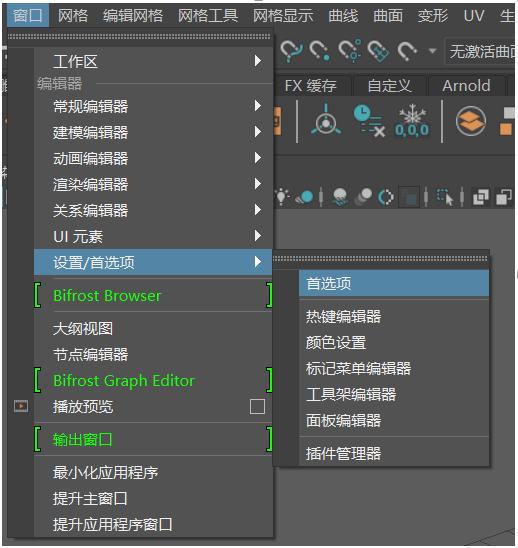 窗口 网格 编辑网格 网格工具 网格显示 曲线 曲面 变形 UV 生
无激活曲面
工作区
编辑器
FX 缓存 自定义 Arnold
常规编辑器
0,0,0
建模编辑器
动画编辑器
渲染编辑器
关系编辑器
UI 元素
设置/首选项
Bifrost Browser
大纲视图
节点编辑器
Bifrost Graph Editor
播放预览
输出窗口
最小化应用程序
提升主窗口
提升应用程序窗口
首选项
热键编辑器
颜色设置
标记菜单编辑器
工具架编辑器
面板编辑器
插件管理器